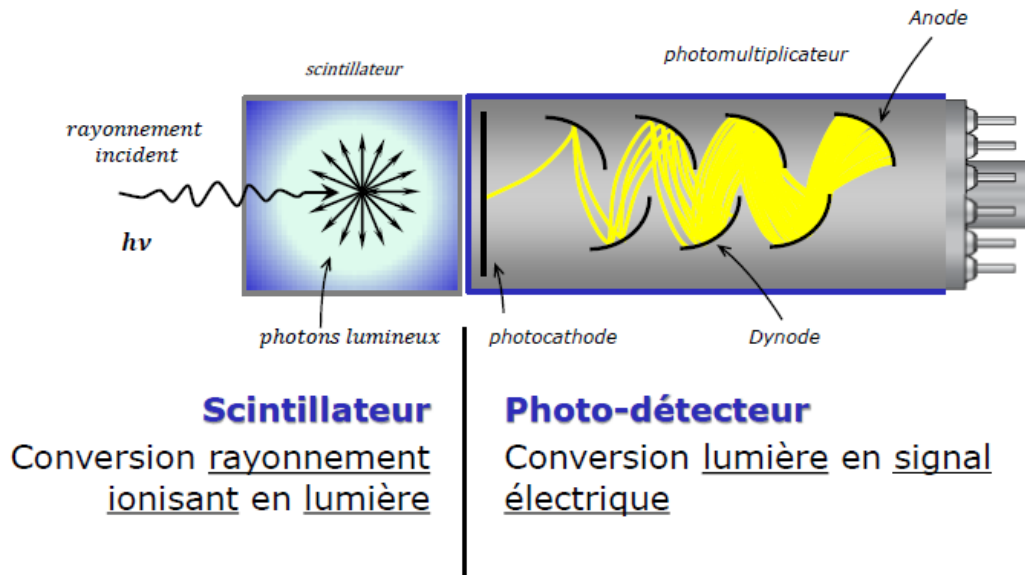 Anode
photomultiplicateur
scintillateur
rayonnement
incident
hν
photons lumineux
photocathode
Dynode
Scintillateur
Conversion rayonnement
ionisant en lumière
Photo-détecteur
Conversion lumière en signal
électrique